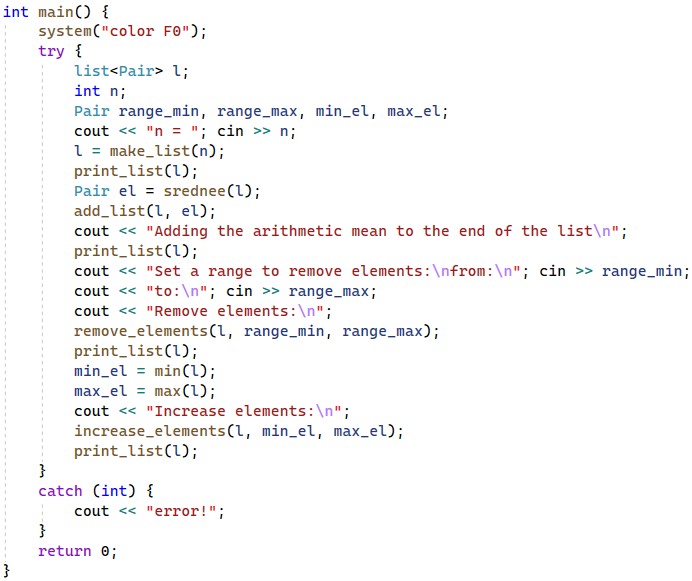 int main() {
    system("color F0");
    try {
        list<Pair> l;
        int n;
        Pair range_min, range_max, min_el, max_el;
        cout << "n = "; cin >> n;
        l = make_list(n);
        print_list(l);
        Pair el = srednee(l);
        add_list(l, el);
        cout << "Adding the arithmetic mean to the end of the list\n";
        print_list(l);
        cout << "Set a range to remove elements:\nfrom:\n"; cin >> range_min;
        cout << "to:\n"; cin >> range_max;
        cout << "Remove elements:\n";
        remove_elements(l, range_min, range_max);
        print_list(l);
        min_el = min(l);
        max_el = max(l);
        cout << "Increase elements:\n";
        increase_elements(l, min_el, max_el);
        print_list(l);
    }
    catch (int) {
        cout << "error!";
    }
    return 0;
}